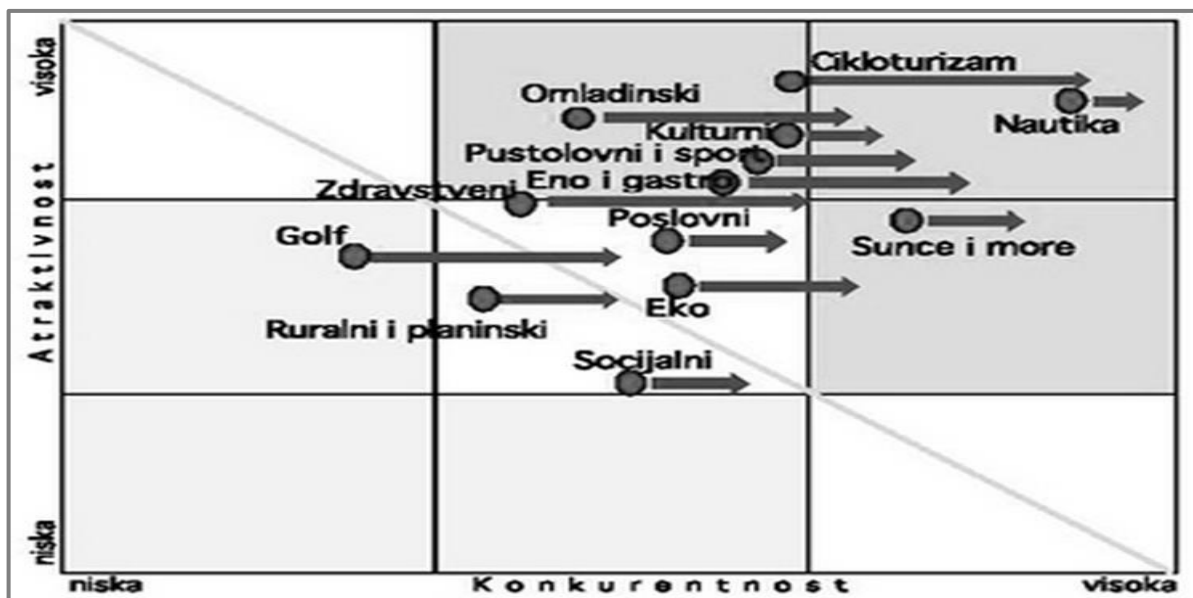 visoka
Atraktivnost
niska
Cikloturizam
Omladinski
Nautika
Kulturni
Pustolovni i sport
Eno i gastro
Zdravstveni
Poslovni
Golf
Sunce i more
Eko
Ruralni i planinski
Socijalni
niska
Konkurentnost
visoka